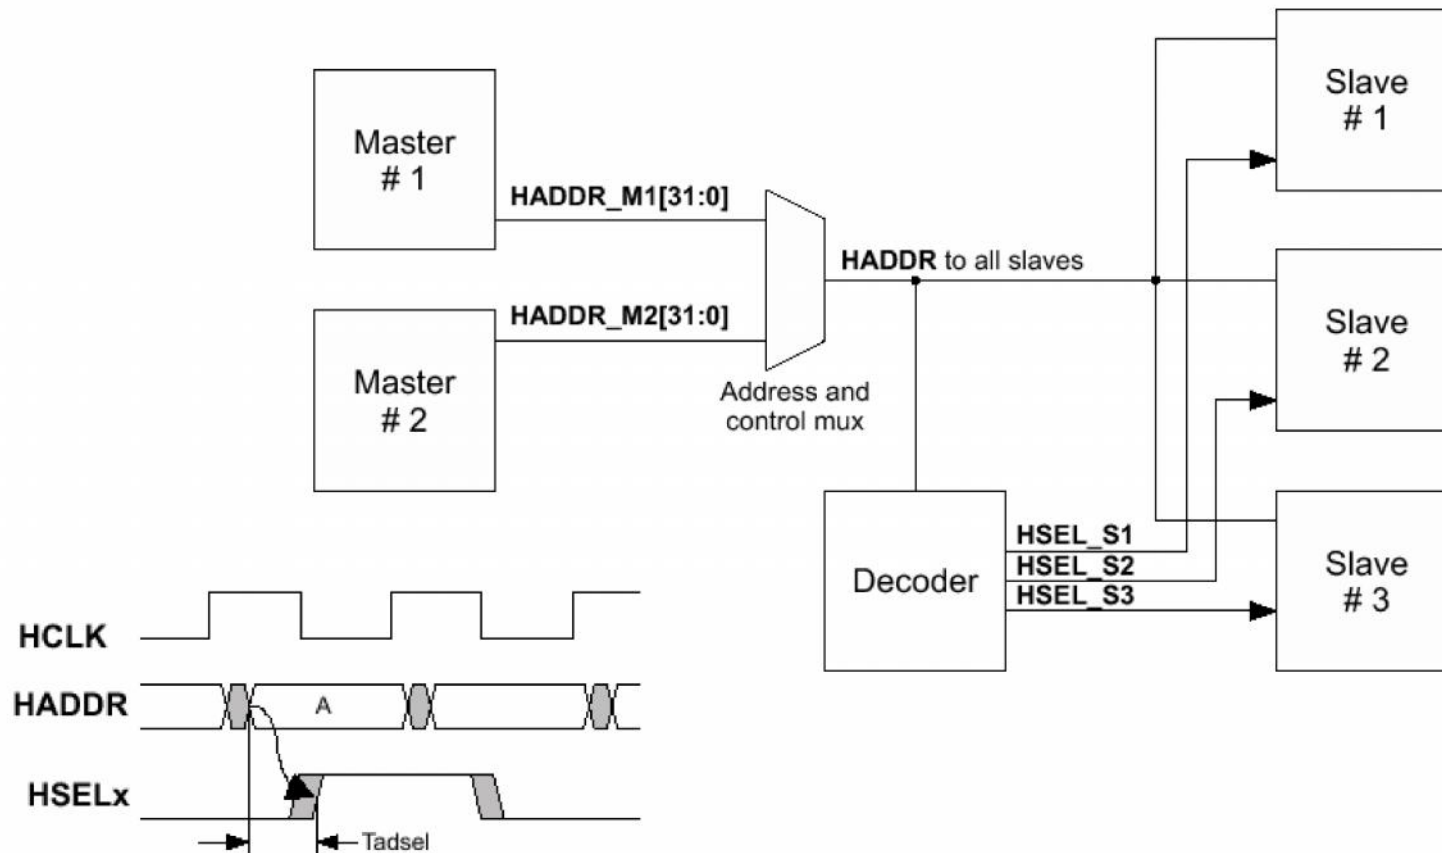 Master
# 1
HADDR_M1[31:0]
Master
# 2
HADDR_M2[31:0]
Address and
control mux
HADDR to all slaves
Slave
# 1
Slave
# 2
Slave
# 3
Decoder
HSEL_S1
HSEL_S2
HSEL_S3
HCLK
HADDR
A
HSELx
Tadsel